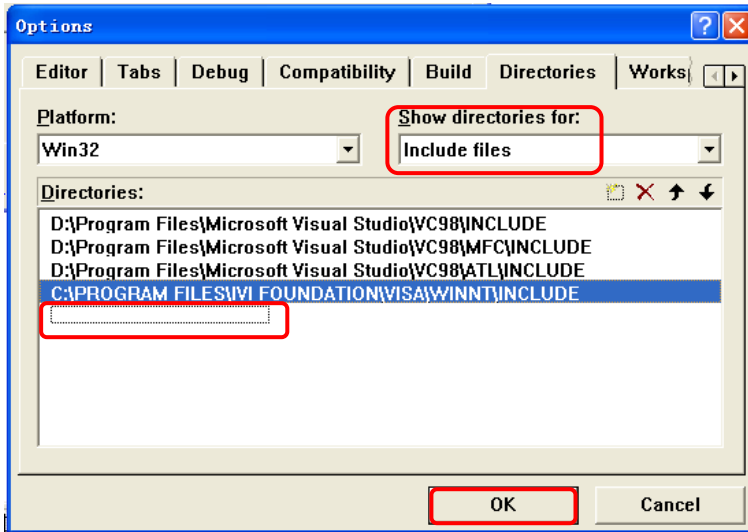 Options
Editor Tabs Debug Compatibility Build Directories Works
Platform: Show directories for:
Win32 Include files
Directories:
D:\Program Files\Microsoft Visual Studio\VC98\INCLUDE
D:\Program Files\Microsoft Visual Studio\VC98\MFC\INCLUDE
D:\Program Files\Microsoft Visual Studio\VC98\ATL\INCLUDE
C:\PROGRAM FILES\IVI FOUNDATION\VISA\WINNT\INCLUDE
OK Cancel